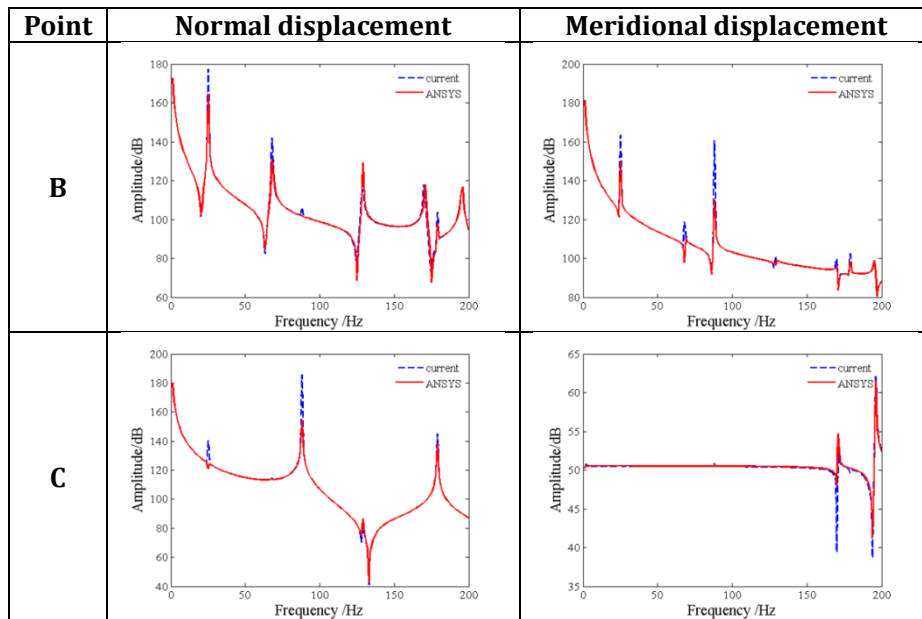 Point Normal displacement Meridional displacement
B
180
160
140
120
100
80
60
0 50 100 150 200
Amplitude/dB
Frequency /Hz
current
ANSYS
200
180
160
140
120
100
80
0 50 100 150 200
Amplitude/dB
Frequency /Hz
current
ANSYS
C
200
180
160
140
120
100
80
60
40
0 50 100 150 200
Amplitude/dB
Frequency /Hz
current
ANSYS
65
60
55
50
45
40
35
0 50 100 150 200
Amplitude/dB
Frequency /Hz
current
ANSYS